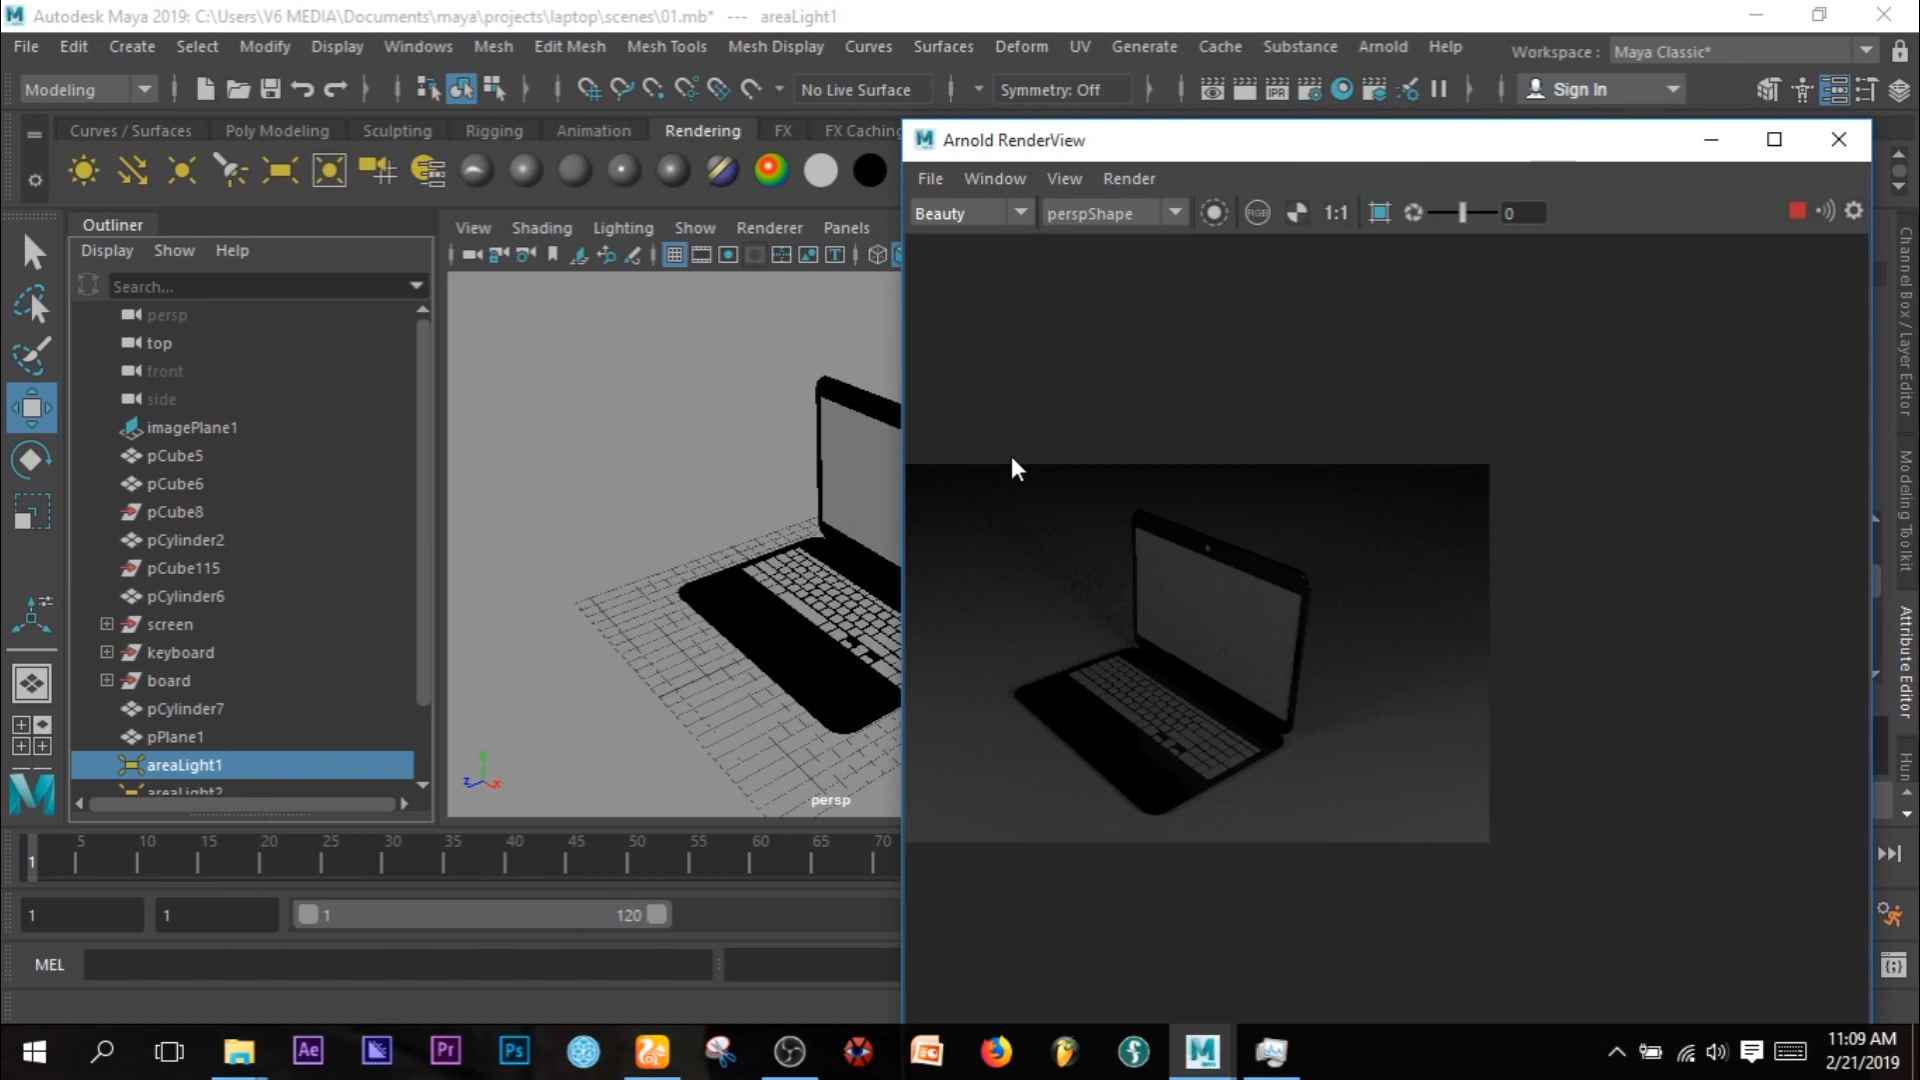 Autodesk Maya 2019: C:\Users\V6 MEDIA\Documents\maya\projects\laptop\scenes\01.mb* --- areaLight1
File Edit Create Select Modify Display Windows Mesh Edit Mesh Mesh Tools Mesh Display Curves Surfaces Deform UV Generate Cache Substance Arnold Help Workspace : Maya Classic*
Modeling No Live Surface Symmetry: Off Sign In
Curves / Surfaces Poly Modeling Sculpting Rigging Animation Rendering FX FX Caching
Arnold RenderView
File Window View Render
Beauty perspShape RGB 1:1 0
Outliner
Display Show Help
Search...
View Shading Lighting Show Renderer Panels
persp
top
front
side
imagePlane1
pCube5
pCube6
pCube8
pCylinder2
pCube115
pCylinder6
screen
keyboard
board
pCylinder7
pPlane1
areaLight1
areaLight2
persp
Channel Box / Layer Editor
Modeling Toolkit
Attribute Editor
Hun
1 5 10 15 20 25 30 35 40 45 50 55 60 65 70
1 1 1 120
MEL
11:09 AM
2/21/2019